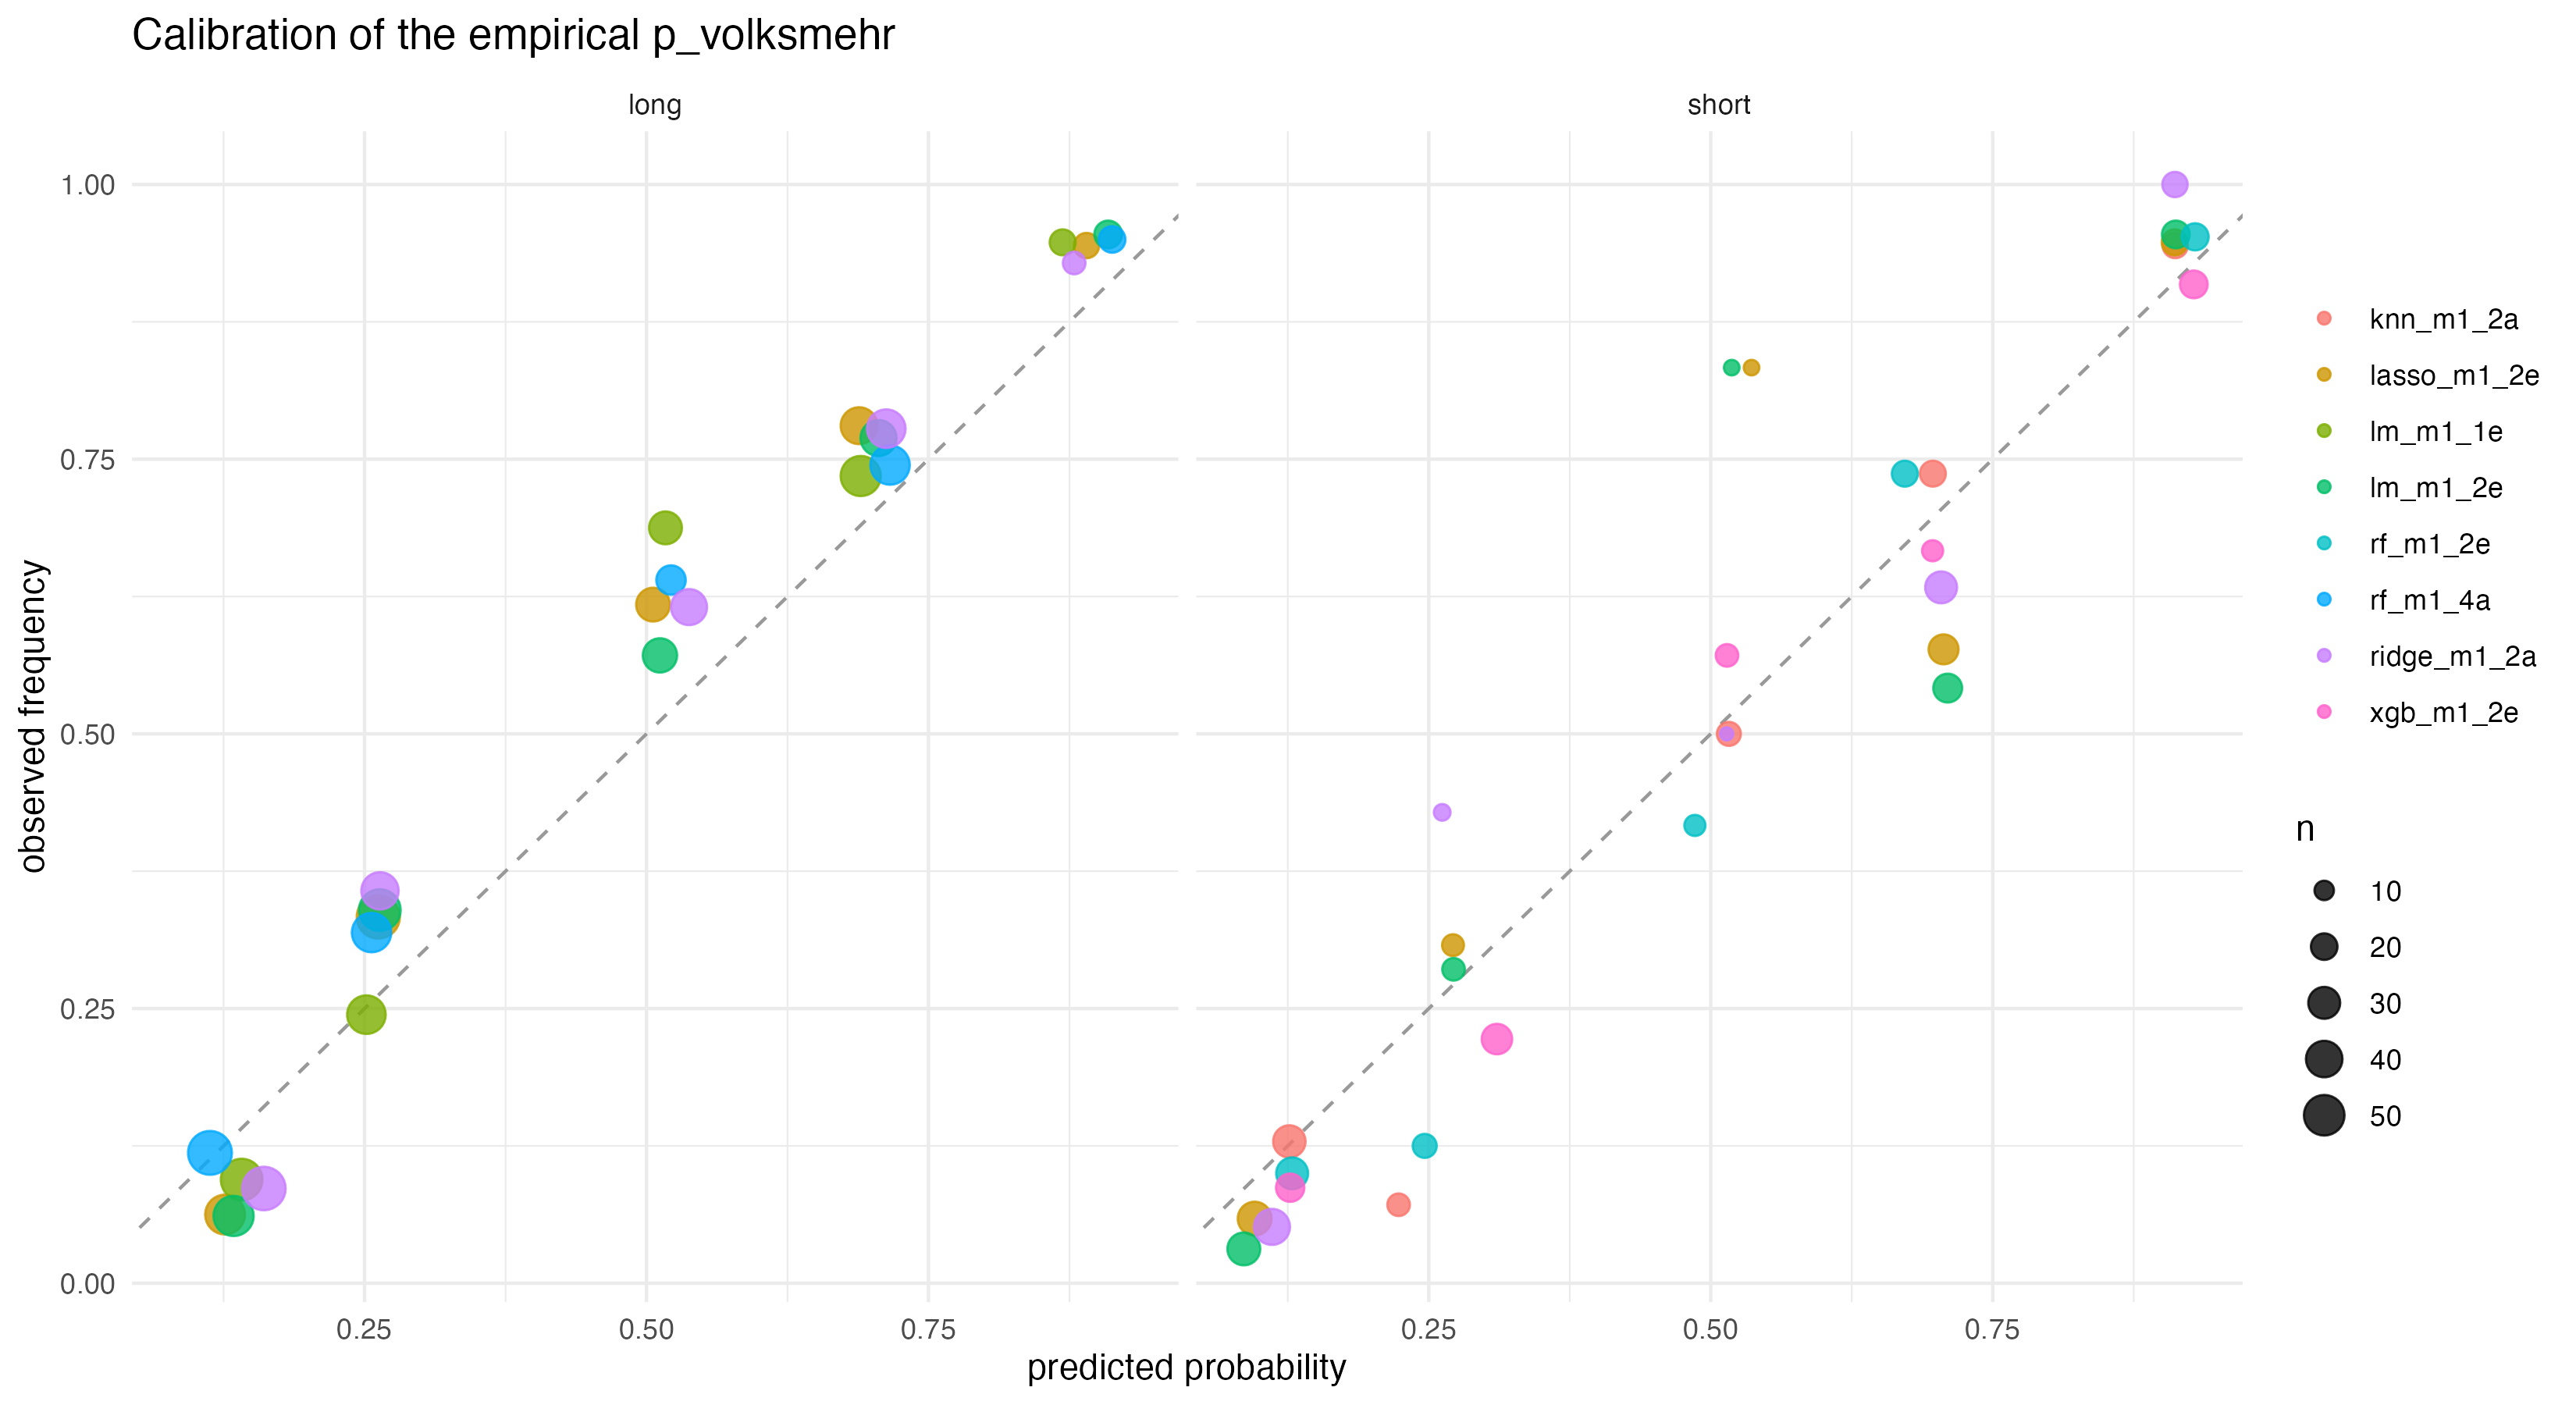 Calibration of the empirical p_volksmehr
long
short
1.00
0.75
0.50
0.25
0.00
observed frequency
0.25
0.50
0.75
0.25
0.50
0.75
predicted probability
knn_m1_2a
lasso_m1_2e
lm_m1_1e
lm_m1_2e
rf_m1_2e
rf_m1_4a
ridge_m1_2a
xgb_m1_2e
n
10
20
30
40
50